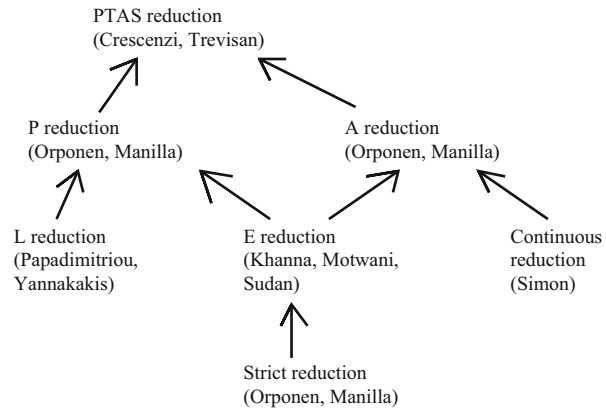 PTAS reduction
(Crescenzi, Trevisan)
P reduction
(Orponen, Manilla)
A reduction
(Orponen, Manilla)
L reduction
(Papadimitriou,
Yannakakis)
E reduction
(Khanna, Motwani,
Sudan)
Continuous
reduction
(Simon)
Strict reduction
(Orponen, Manilla)